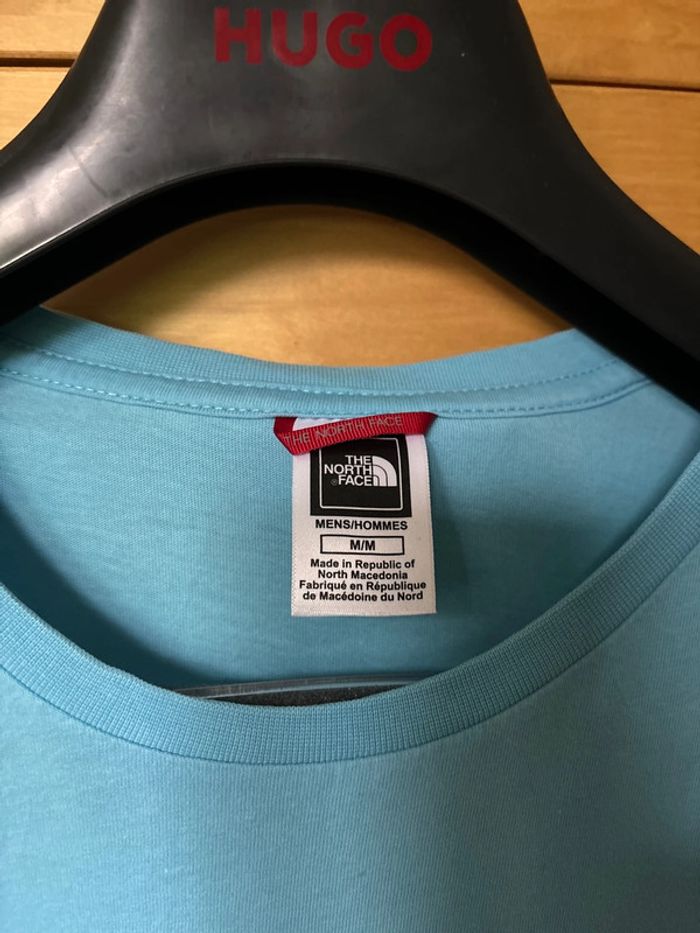 HUGO
THE NORTH FACE
THE
NORTH
®FACE
MENS/HOMMES
M/M
Made in Republic of
North Macedonia
Fabriqué en République
de Macédoine du Nord